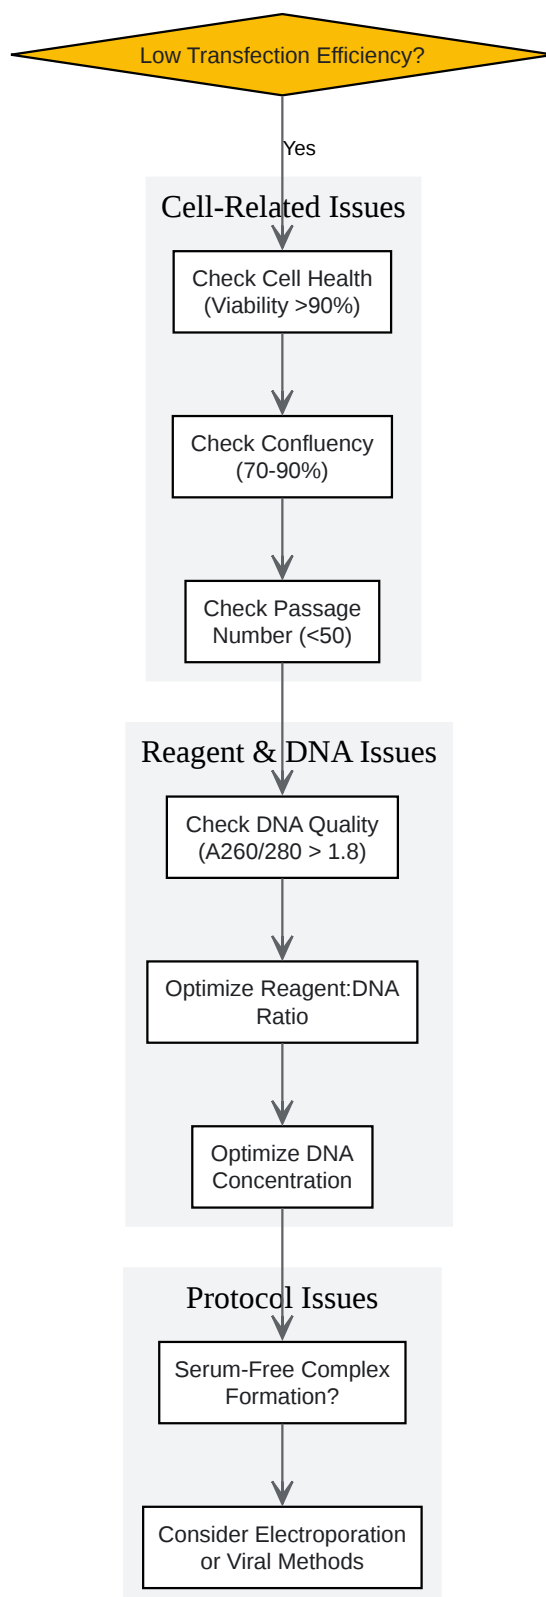 Low Transfection Efficiency?
Yes
Cell-Related Issues
Check Cell Health
(Viability >90%)
Check Confluency
(70-90%)
Check Passage
Number (<50)
Reagent & DNA Issues
Check DNA Quality
(A260/280 > 1.8)
Optimize Reagent:DNA
Ratio
Optimize DNA
Concentration
Protocol Issues
Serum-Free Complex
Formation?
Consider Electroporation
or Viral Methods